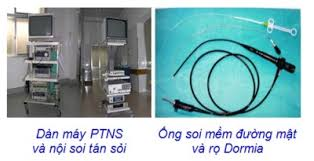 Dàn máy PTNS
và nội soi tán sỏi
Ống soi mềm đường mật
và rọ Dormia